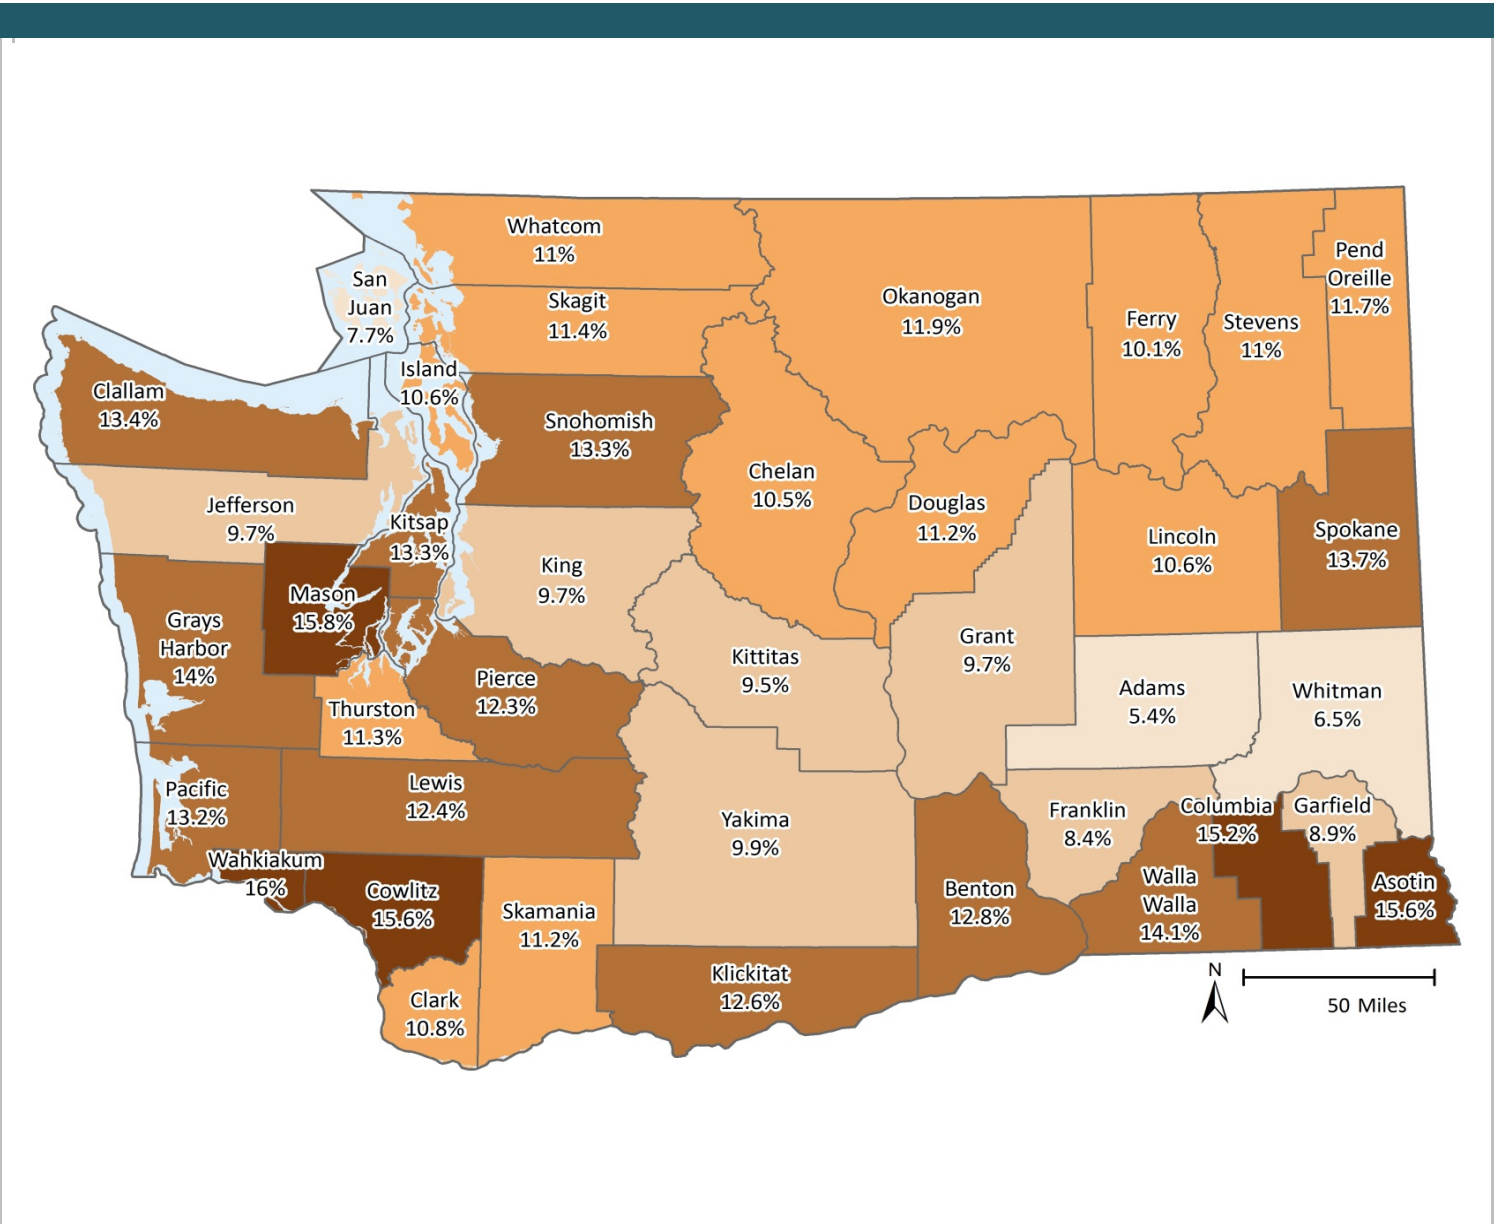 Whatcom
11%
San
Juan
7.7%
Skagit
11.4%
Okanogan
11.9%
Ferry
10.1%
Stevens
11%
Pend
Oreille
11.7%
Clallam
13.4%
Island
10.6%
Snohomish
13.3%
Chelan
10.5%
Douglas
11.2%
Jefferson
9.7%
Kitsap
13.3%
King
9.7%
Lincoln
10.6%
Spokane
13.7%
Mason
15.8%
Grays
Harbor
14%
Kittitas
9.5%
Grant
9.7%
Adams
5.4%
Whitman
6.5%
Thurston
11.3%
Pierce
12.3%
Pacific
13.2%
Lewis
12.4%
Yakima
9.9%
Franklin
8.4%
Columbia
15.2%
Garfield
8.9%
Wahkiakum
16%
Cowlitz
15.6%
Skamania
11.2%
Benton
12.8%
Walla
Walla
14.1%
Asotin
15.6%
Clark
10.8%
Klickitat
12.6%
N
50 Miles